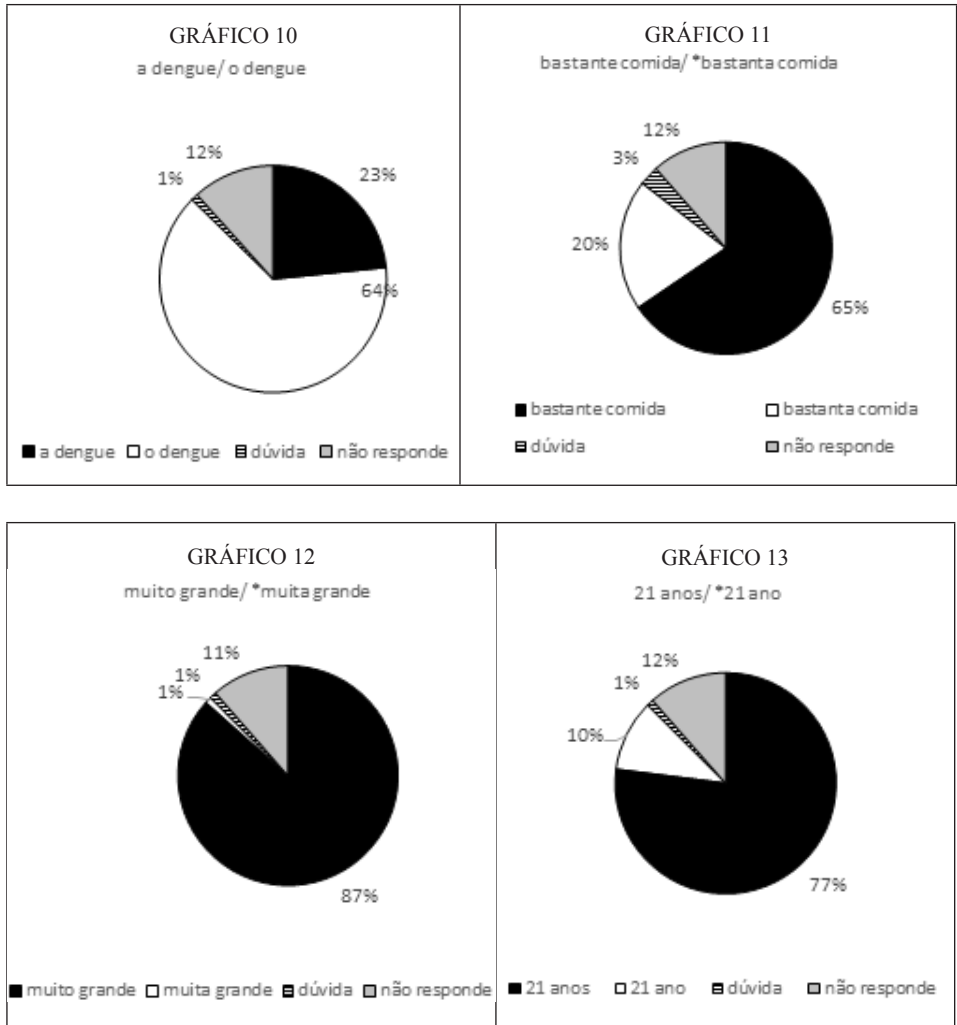 GRÁFICO 10
a dengue/ o dengue
12%
1%
23%
64%
■ a dengue □ o dengue ⊟ dúvida ■ não responde
GRÁFICO 11
bastante comida/ *bastanta comida
12%
3%
20%
65%
■ bastante comida □ bastanta comida
⊟ dúvida ■ não responde
GRÁFICO 12
muito grande/ *muita grande
11%
1%
1%
87%
■ muito grande □ muita grande ⊟ dúvida ■ não responde
GRÁFICO 13
21 anos/ *21 ano
12%
1%
10%
77%
■ 21 anos □ 21 ano ⊟ dúvida ■ não responde